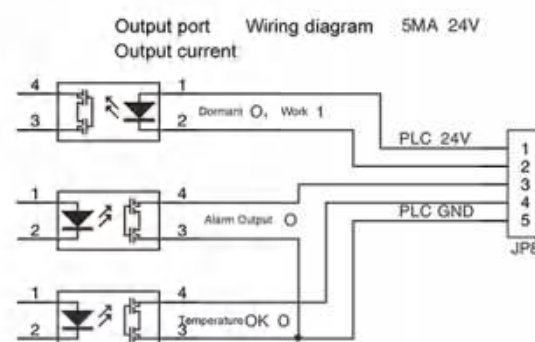 Output port Wiring diagram 5MA 24V
Output current
4 1
Dormant O, Work 1
3 2
PLC 24V
1
2
3
4
5
JP8
1 4
Alarm Output O
2 3
PLC GND
1 4
Temperature OK O
2 3